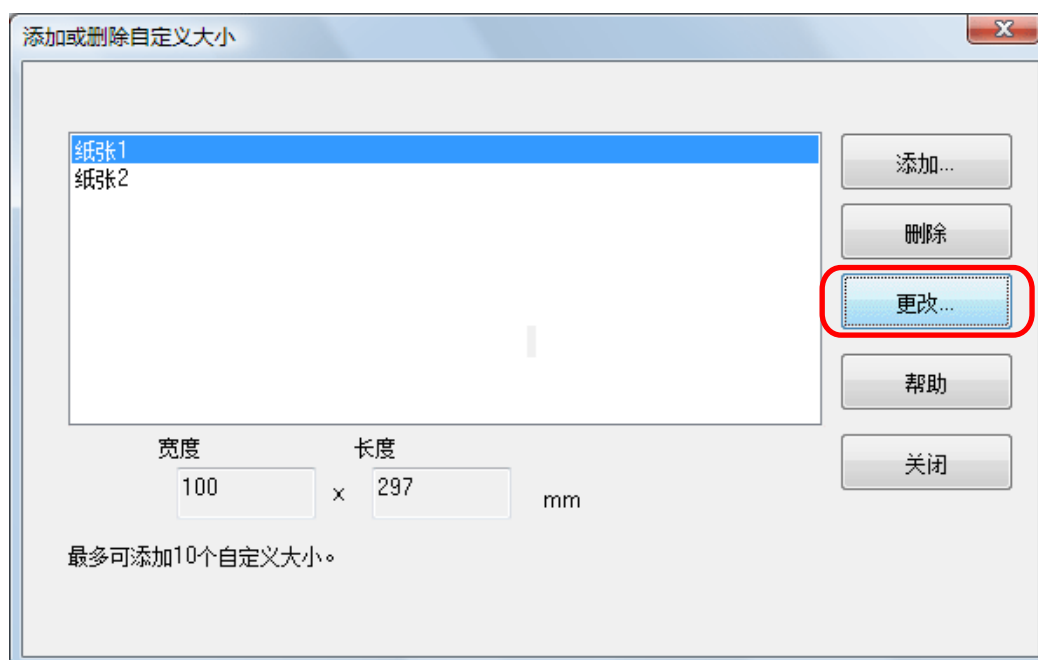 添加或删除自定义大小
纸张1
纸张2
添加...
删除
更改...
帮助
关闭
宽度 长度
100 x 297 mm
最多可添加10个自定义大小。